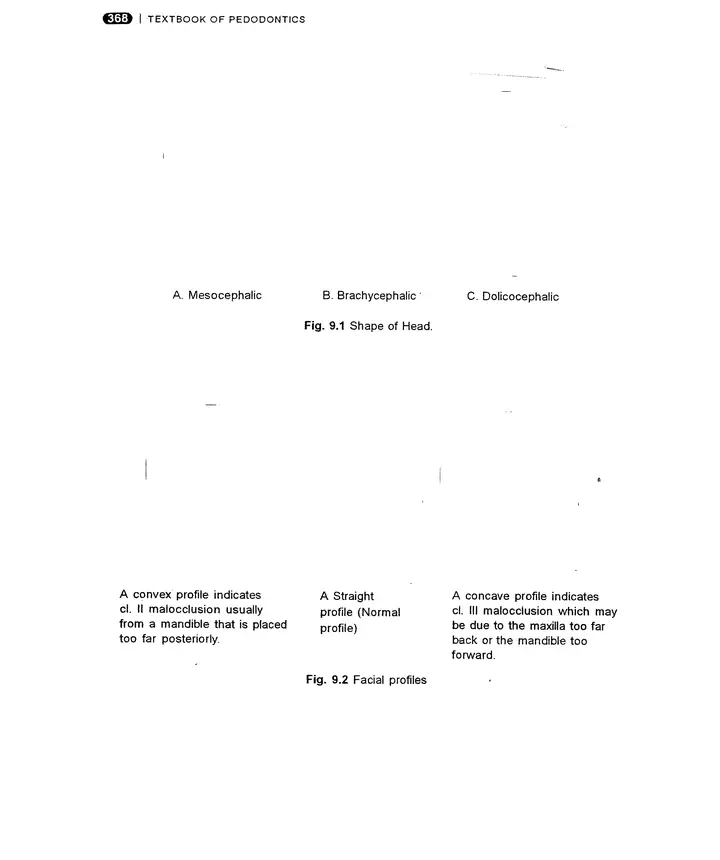 368 | TEXTBOOK OF PEDODONTICS
A. Mesocephalic
B. Brachycephalic
C. Dolicocephalic
Fig. 9.1 Shape of Head.
A convex profile indicates
cl. II malocclusion usually
from a mandible that is placed
too far posteriorly.
A Straight
profile (Normal
profile)
A concave profile indicates
cl. III malocclusion which may
be due to the maxilla too far
back or the mandible too
forward.
Fig. 9.2 Facial profiles